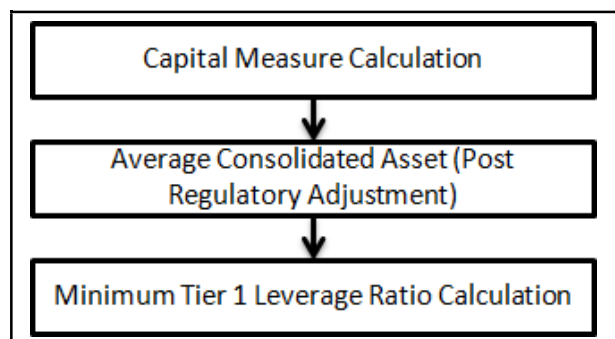 Capital Measure Calculation
Average Consolidated Asset (Post
Regulatory Adjustment)
Minimum Tier 1 Leverage Ratio Calculation